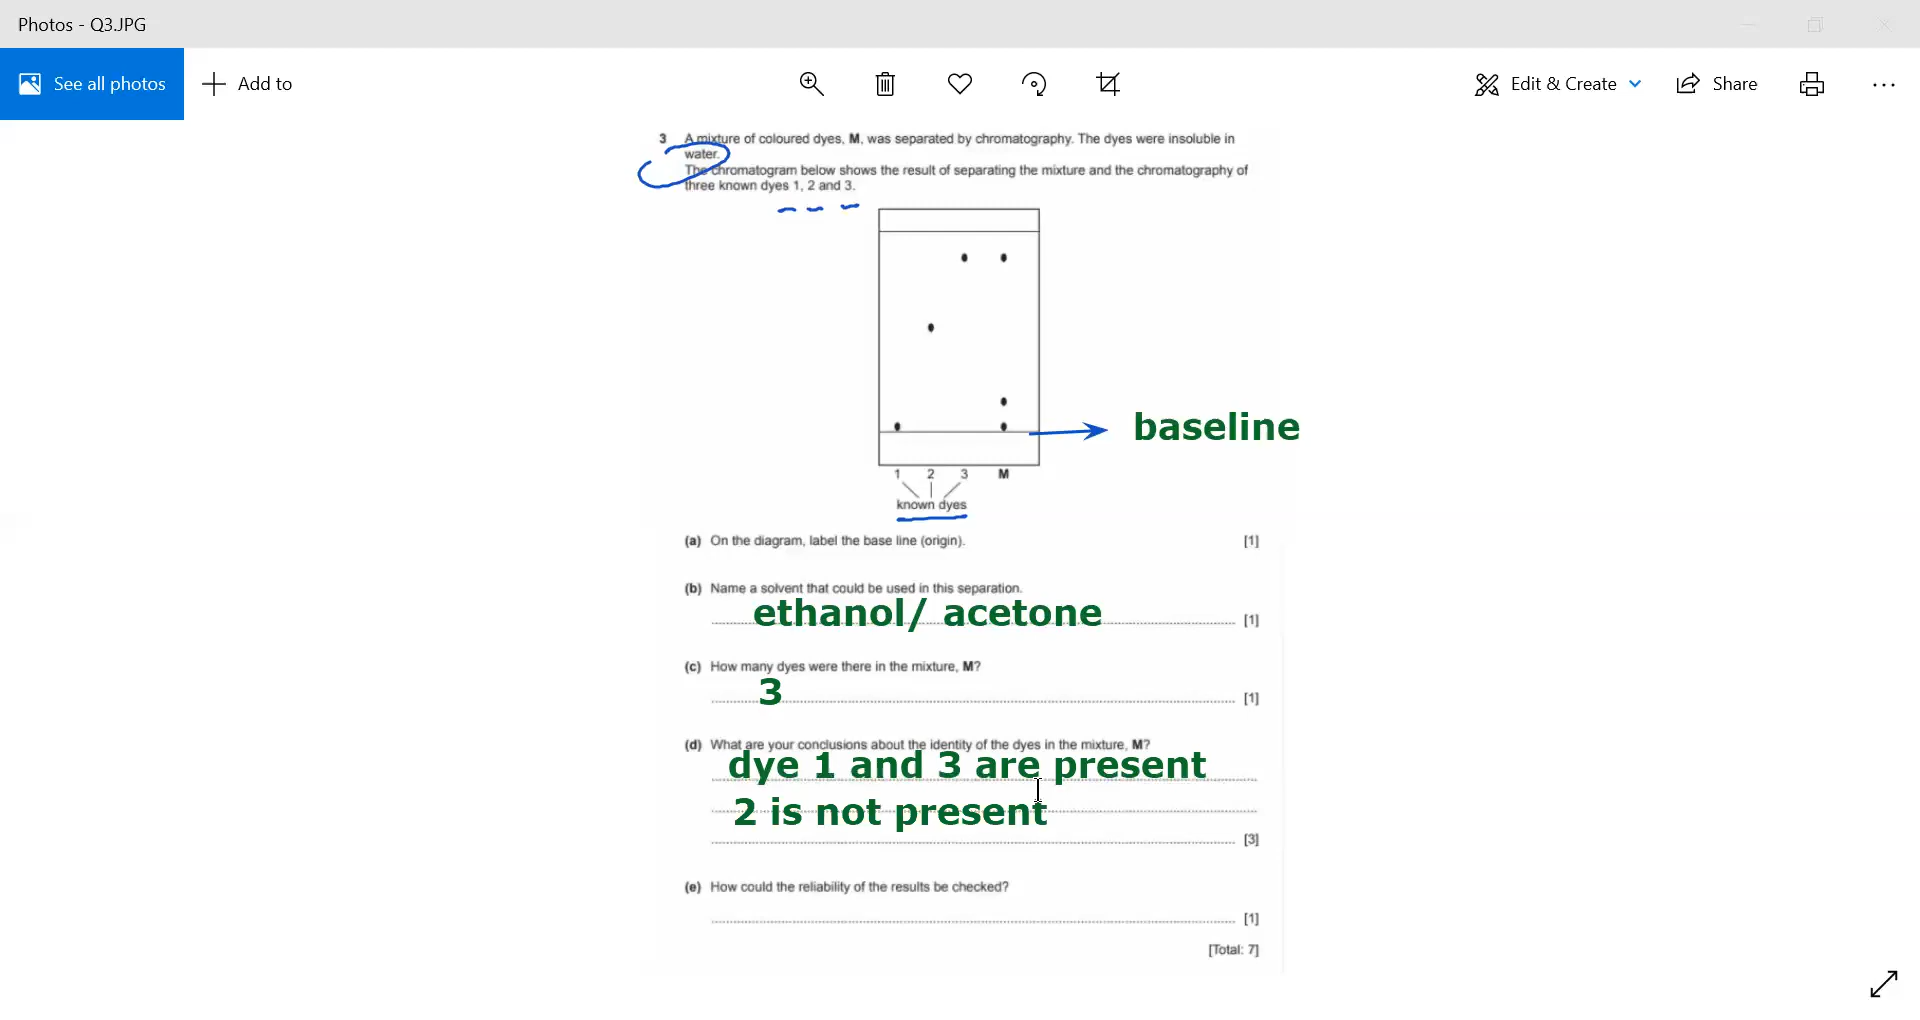 Photos - Q3.JPG
See all photos
Add to
Edit & Create
Share
3 A mixture of coloured dyes, M, was separated by chromatography. The dyes were insoluble in
water.
The chromatogram below shows the result of separating the mixture and the chromatography of
three known dyes 1, 2 and 3.
baseline
1 2 3 M
known dyes
(a) On the diagram, label the base line (origin). [1]
(b) Name a solvent that could be used in this separation.
ethanol/ acetone [1]
(c) How many dyes were there in the mixture, M?
3 [1]
(d) What are your conclusions about the identity of the dyes in the mixture, M?
dye 1 and 3 are present
2 is not present
[3]
(e) How could the reliability of the results be checked?
[1]
[Total: 7]